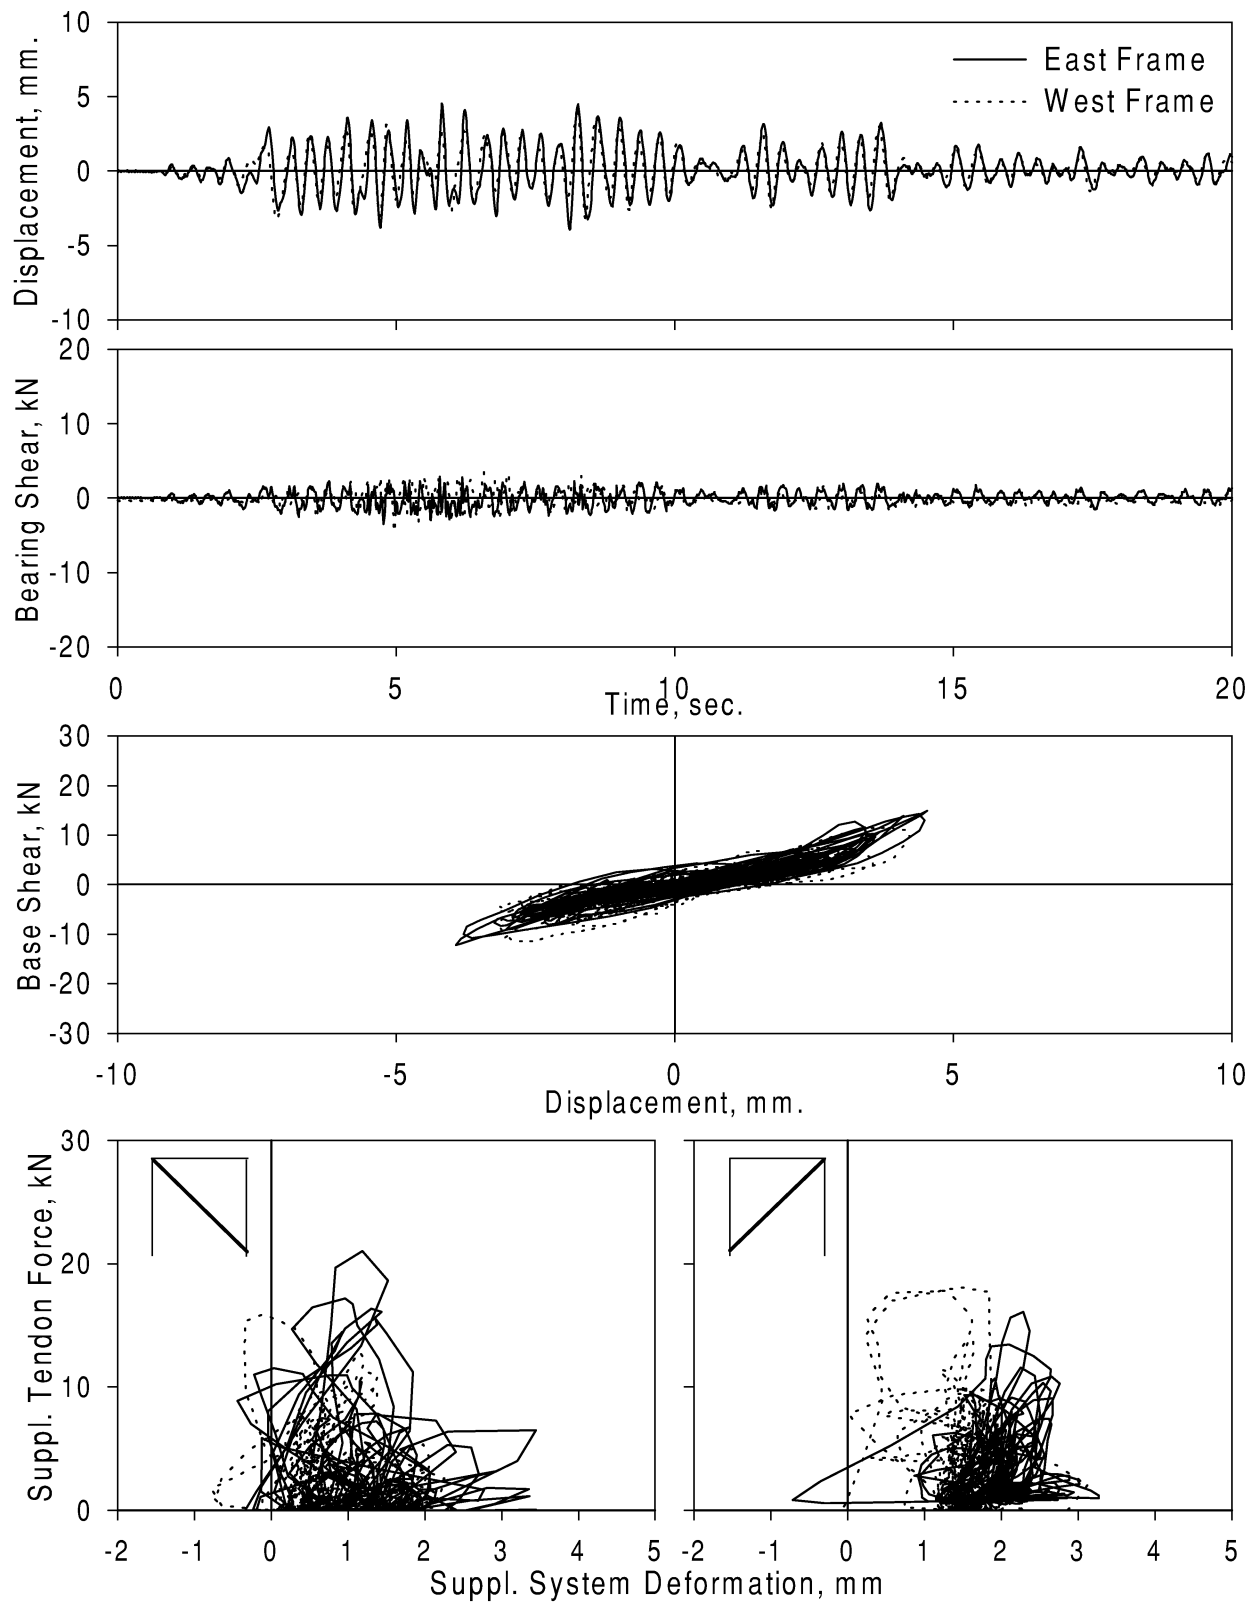 10
5
0
-5
-10
Displacement, mm.
East Frame
West Frame
20
10
0
-10
-20
Bearing Shear, kN
0 5 10 15 20
Time, sec.
30
20
10
0
-10
-20
-30
Base Shear, kN
-10 -5 0 5 10
Displacement, mm.
30
20
10
0
Suppl. Tendon Force, kN
-2 -1 0 1 2 3 4 5 -2 -1 0 1 2 3 4 5
Suppl. System Deformation, mm